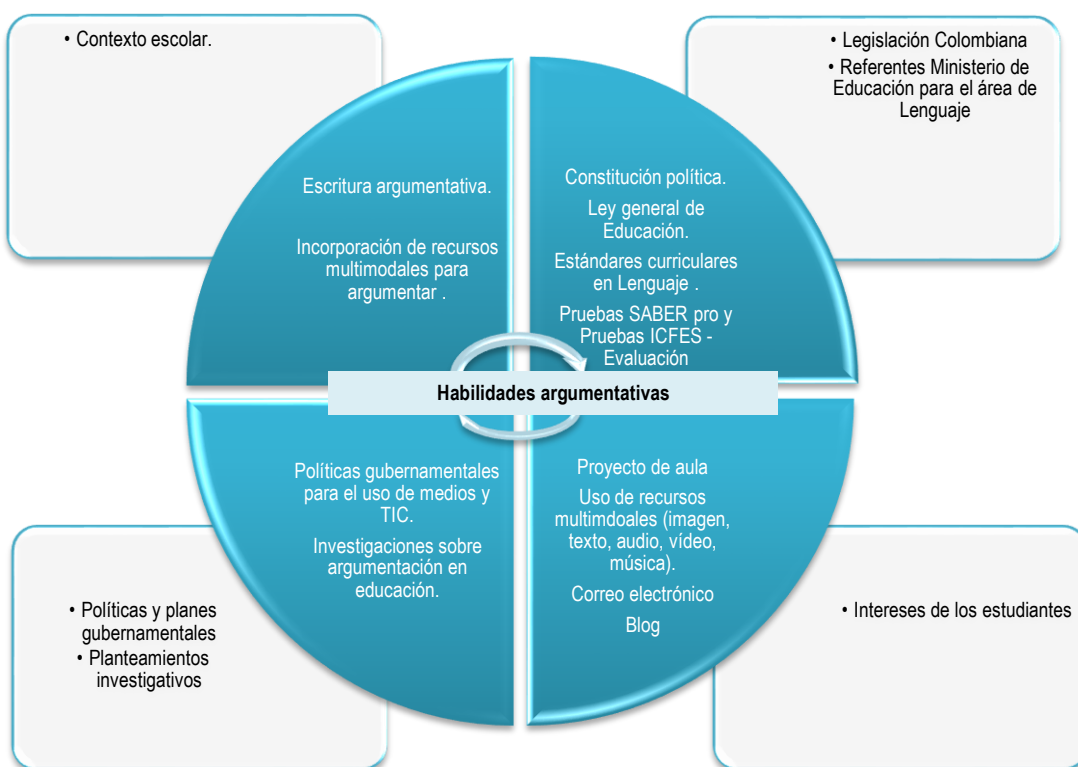 • Contexto escolar.
• Legislación Colombiana
• Referentes Ministerio de
Educación para el área de
Lenguaje
Escritura argumentativa.
Incorporación de recursos
multimodales para
argumentar .
Constitución política.
Ley general de
Educación.
Estándares curriculares
en Lenguaje .
Pruebas SABER pro y
Pruebas ICFES -
Evaluación
Habilidades argumentativas
Políticas gubernamentales
para el uso de medios y
TIC.
Investigaciones sobre
argumentación en
educación.
Proyecto de aula
Uso de recursos
multimdoales (imagen,
texto, audio, vídeo,
música).
Correo electrónico
Blog
• Políticas y planes
gubernamentales
• Planteamientos
investigativos
• Intereses de los estudiantes